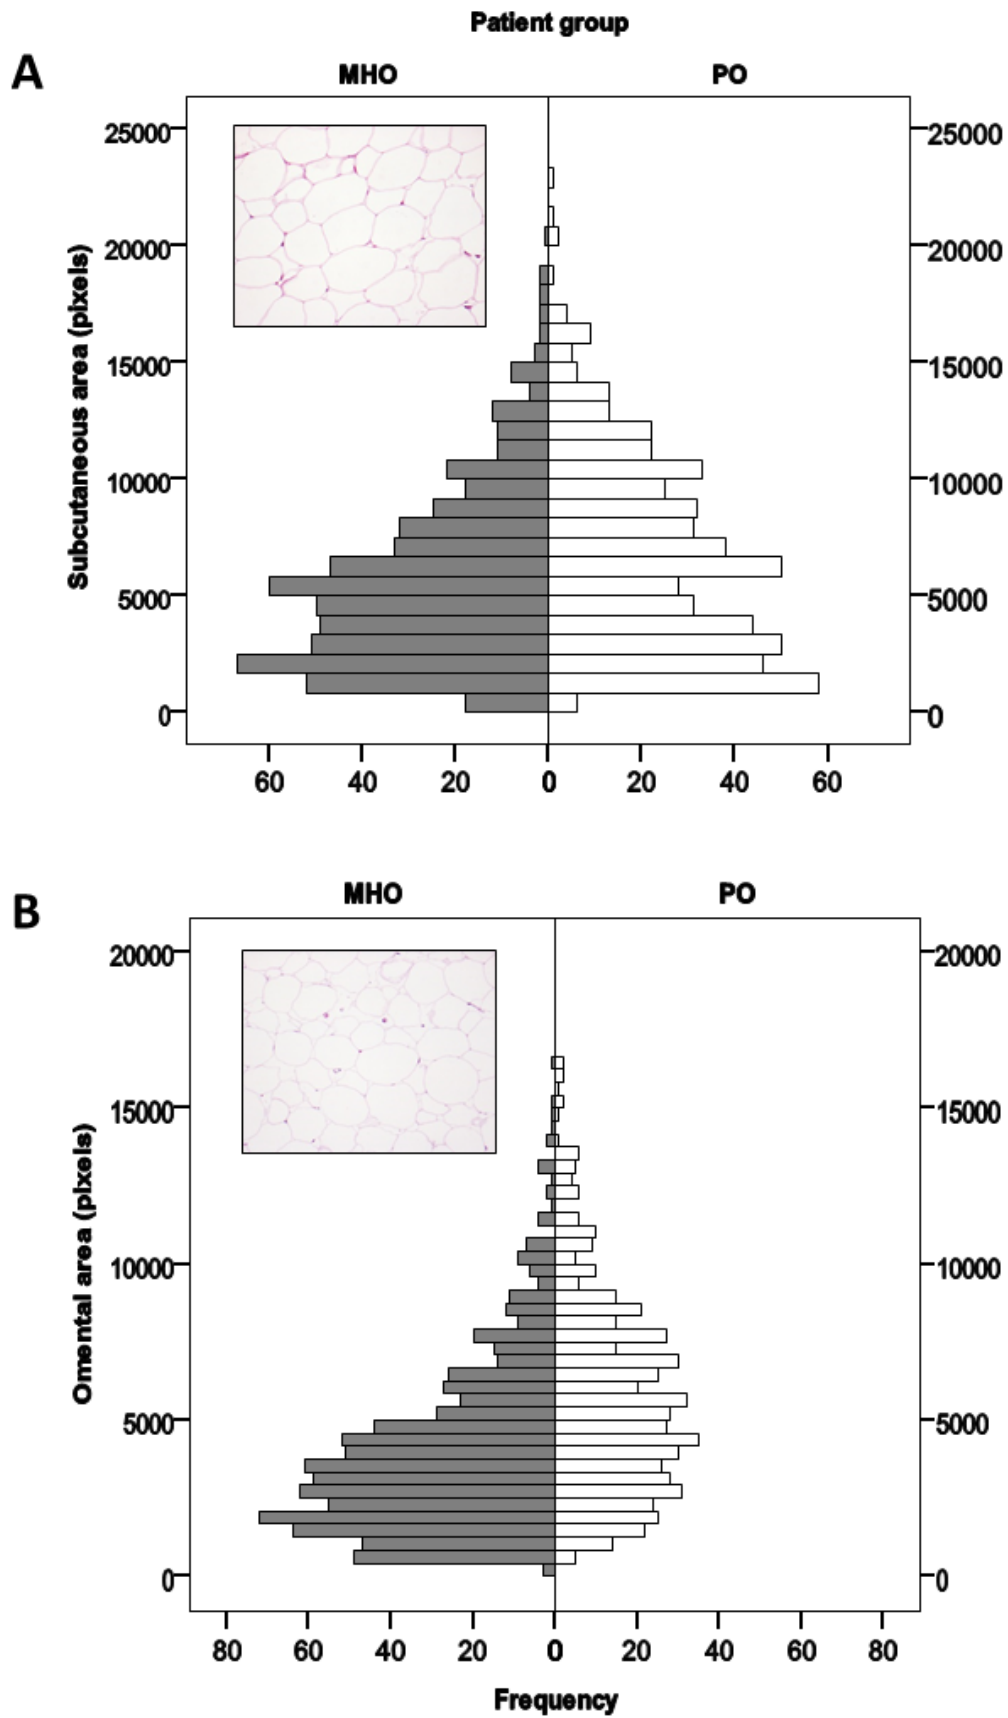 Patient group
A
MHO PO
25000 25000
20000 20000
15000 15000
10000 10000
5000 5000
0 0
Subcutaneous area (pixels)
60 40 20 0 20 40 60
B
MHO PO
20000 20000
15000 15000
10000 10000
5000 5000
0 0
Omental area (pixels)
80 60 40 20 0 20 40 60 80
Frequency